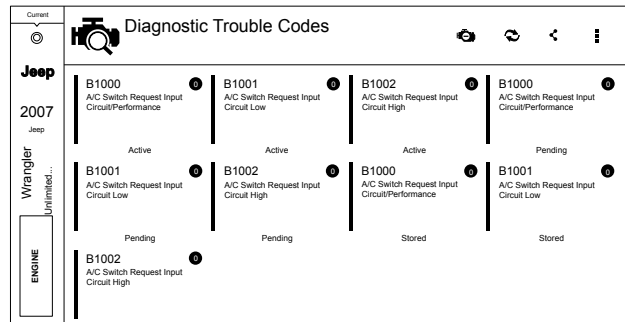 Current
Diagnostic Trouble Codes
Jeep
2007
Jeep
Wrangler
Unlimited...
ENGINE
B1000 0
A/C Switch Request Input
Circuit/Performance
Active
B1001 0
A/C Switch Request Input
Circuit Low
Active
B1002 0
A/C Switch Request Input
Circuit High
Active
B1000 0
A/C Switch Request Input
Circuit/Performance
Pending
B1001 0
A/C Switch Request Input
Circuit Low
Pending
B1002 0
A/C Switch Request Input
Circuit High
Pending
B1000 0
A/C Switch Request Input
Circuit/Performance
Stored
B1001 0
A/C Switch Request Input
Circuit Low
Stored
B1002 0
A/C Switch Request Input
Circuit High